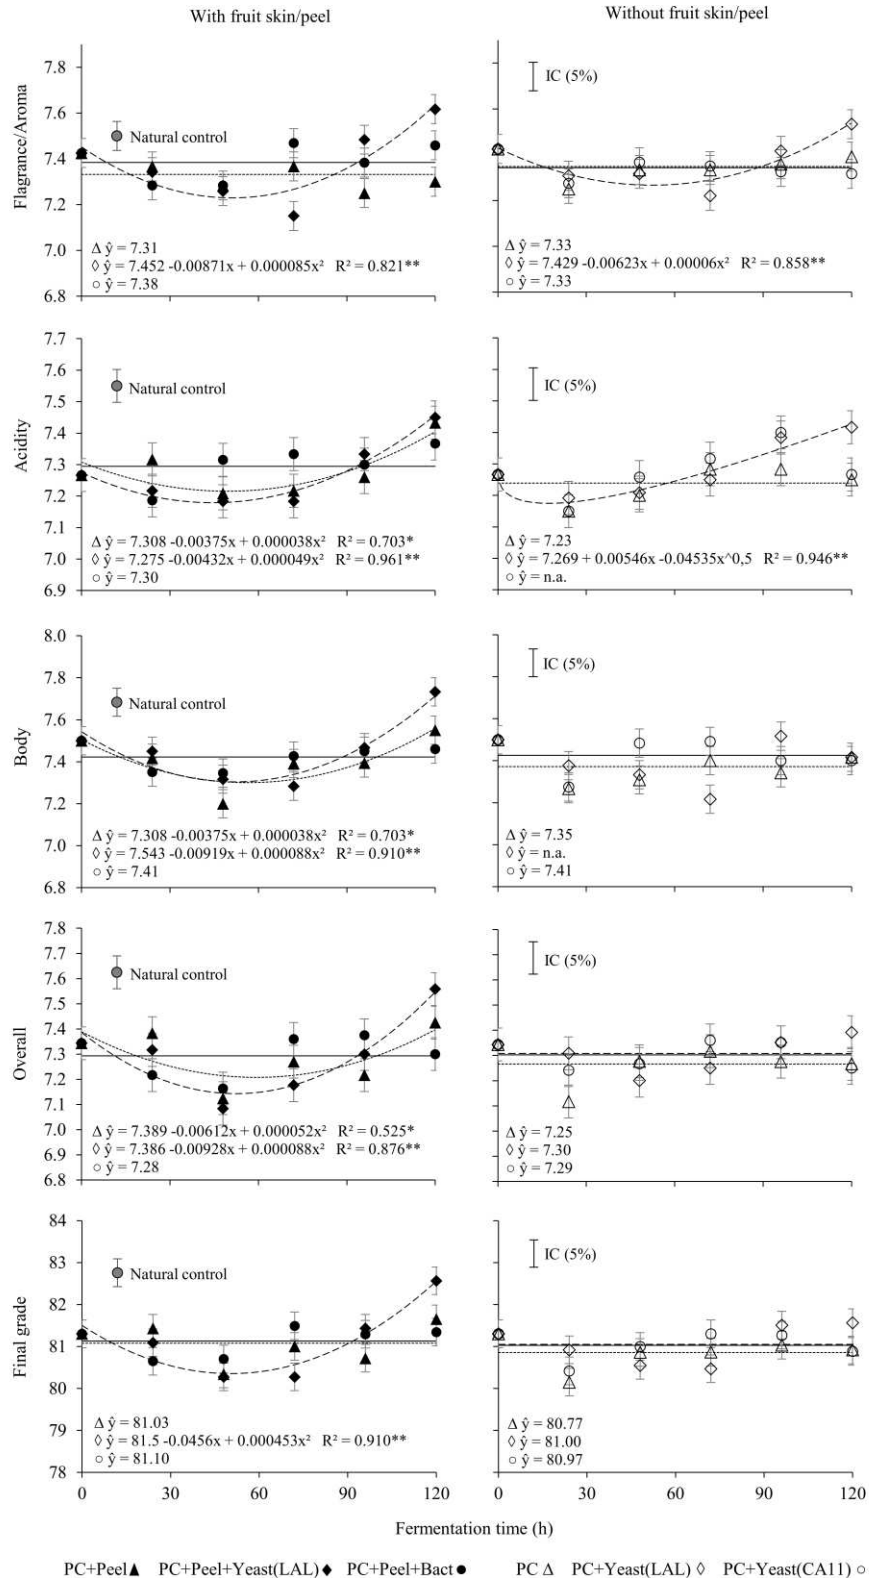 With fruit skin/peel
Without fruit skin/peel
Flagrance/Aroma
7.8
7.6
7.4
7.2
7.0
6.8
Natural control
Δ ŷ = 7.31
◊ ŷ = 7.452 -0.00871x + 0.000085x² R² = 0.821**
○ ŷ = 7.38
IC (5%)
Δ ŷ = 7.33
◊ ŷ = 7.429 -0.00623x + 0.00006x² R² = 0.858**
○ ŷ = 7.33
Acidity
7.7
7.6
7.5
7.4
7.3
7.2
7.1
7.0
6.9
Natural control
Δ ŷ = 7.308 -0.00375x + 0.000038x² R² = 0.703*
◊ ŷ = 7.275 -0.00432x + 0.000049x² R² = 0.961**
○ ŷ = 7.30
IC (5%)
Δ ŷ = 7.23
◊ ŷ = 7.269 + 0.00546x -0.04535x^0,5 R² = 0.946**
○ ŷ = n.a.
Body
8.0
7.8
7.6
7.4
7.2
7.0
6.8
Natural control
Δ ŷ = 7.308 -0.00375x + 0.000038x² R² = 0.703*
◊ ŷ = 7.543 -0.00919x + 0.000088x² R² = 0.910**
○ ŷ = 7.41
IC (5%)
Δ ŷ = 7.35
◊ ŷ = n.a.
○ ŷ = 7.41
Overall
7.8
7.7
7.6
7.5
7.4
7.3
7.2
7.1
7.0
6.9
6.8
Natural control
Δ ŷ = 7.389 -0.00612x + 0.000052x² R² = 0.525*
◊ ŷ = 7.386 -0.00928x + 0.000088x² R² = 0.876**
○ ŷ = 7.28
IC (5%)
Δ ŷ = 7.25
◊ ŷ = 7.30
○ ŷ = 7.29
Final grade
84
83
82
81
80
79
78
Natural control
Δ ŷ = 81.03
◊ ŷ = 81.5 -0.0456x + 0.000453x² R² = 0.910**
○ ŷ = 81.10
IC (5%)
Δ ŷ = 80.77
◊ ŷ = 81.00
○ ŷ = 80.97
0 30 60 90 120
0 30 60 90 120
Fermentation time (h)
PC+Peel ▲ PC+Peel+Yeast(LAL) ◆ PC+Peel+Bact ● PC Δ PC+Yeast(LAL) ◊ PC+Yeast(CA11) ○